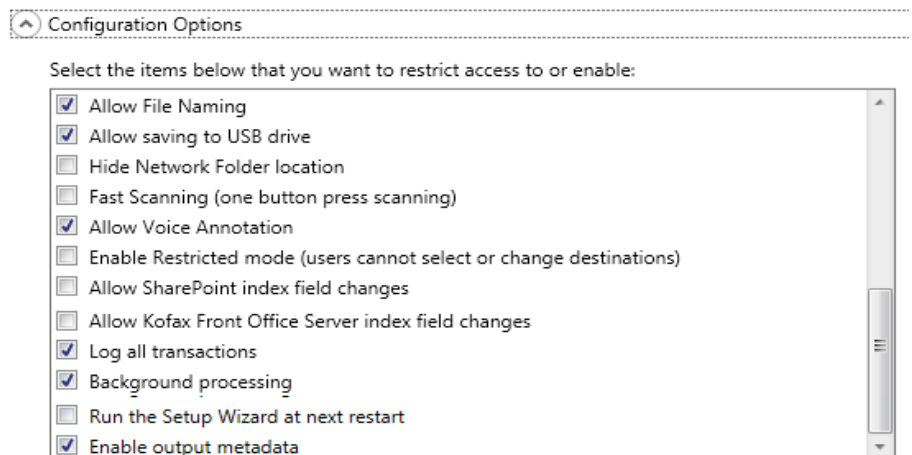 Configuration Options
Select the items below that you want to restrict access to or enable:
Allow File Naming
Allow saving to USB drive
Hide Network Folder location
Fast Scanning (one button press scanning)
Allow Voice Annotation
Enable Restricted mode (users cannot select or change destinations)
Allow SharePoint index field changes
Allow Kofax Front Office Server index field changes
Log all transactions
Background processing
Run the Setup Wizard at next restart
Enable output metadata